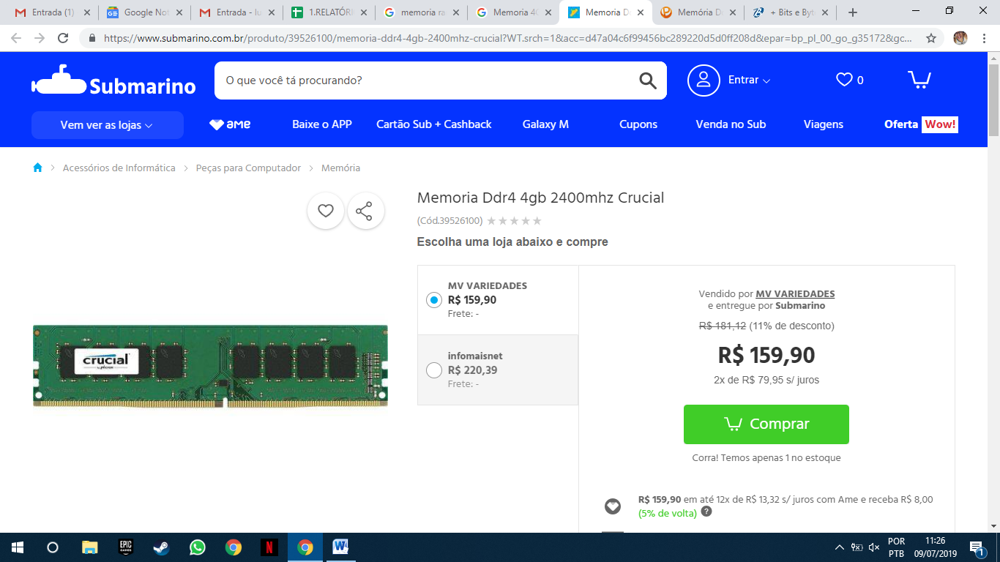 Entrada (1)
Google Not
Entrada - lu
1.RELATÓRI
memoria ra
Memoria 4G
Memoria Dd
Memória D
+ Bits e Byt
https://www.submarino.com.br/produto/39526100/memoria-ddr4-4gb-2400mhz-crucial?WT.srch=1&acc=d47a04c6f99456bc289220d5d0ff208d&epar=bp_pl_00_go_g35172&gc...
Submarino
O que você tá procurando?
Entrar
0
Vem ver as lojas
ame
Baixe o APP
Cartão Sub + Cashback
Galaxy M
Cupons
Venda no Sub
Viagens
Oferta Wow!
Acessórios de Informática
Peças para Computador
Memória
Memoria Ddr4 4gb 2400mhz Crucial
(Cód.39526100)
Escolha uma loja abaixo e compre
MV VARIEDADES
R$ 159,90
Frete: -
infomaisnet
R$ 220,39
Frete: -
Vendido por MV VARIEDADES
e entregue por Submarino
R$ 181,12 (11% de desconto)
R$ 159,90
2x de R$ 79,95 s/ juros
Comprar
Corra! Temos apenas 1 no estoque
R$ 159,90 em até 12x de R$ 13,32 s/ juros com Ame e receba R$ 8,00
(5% de volta) ?
crucial
EPIC
GAMES
N
W
POR
PTB
11:26
09/07/2019
1